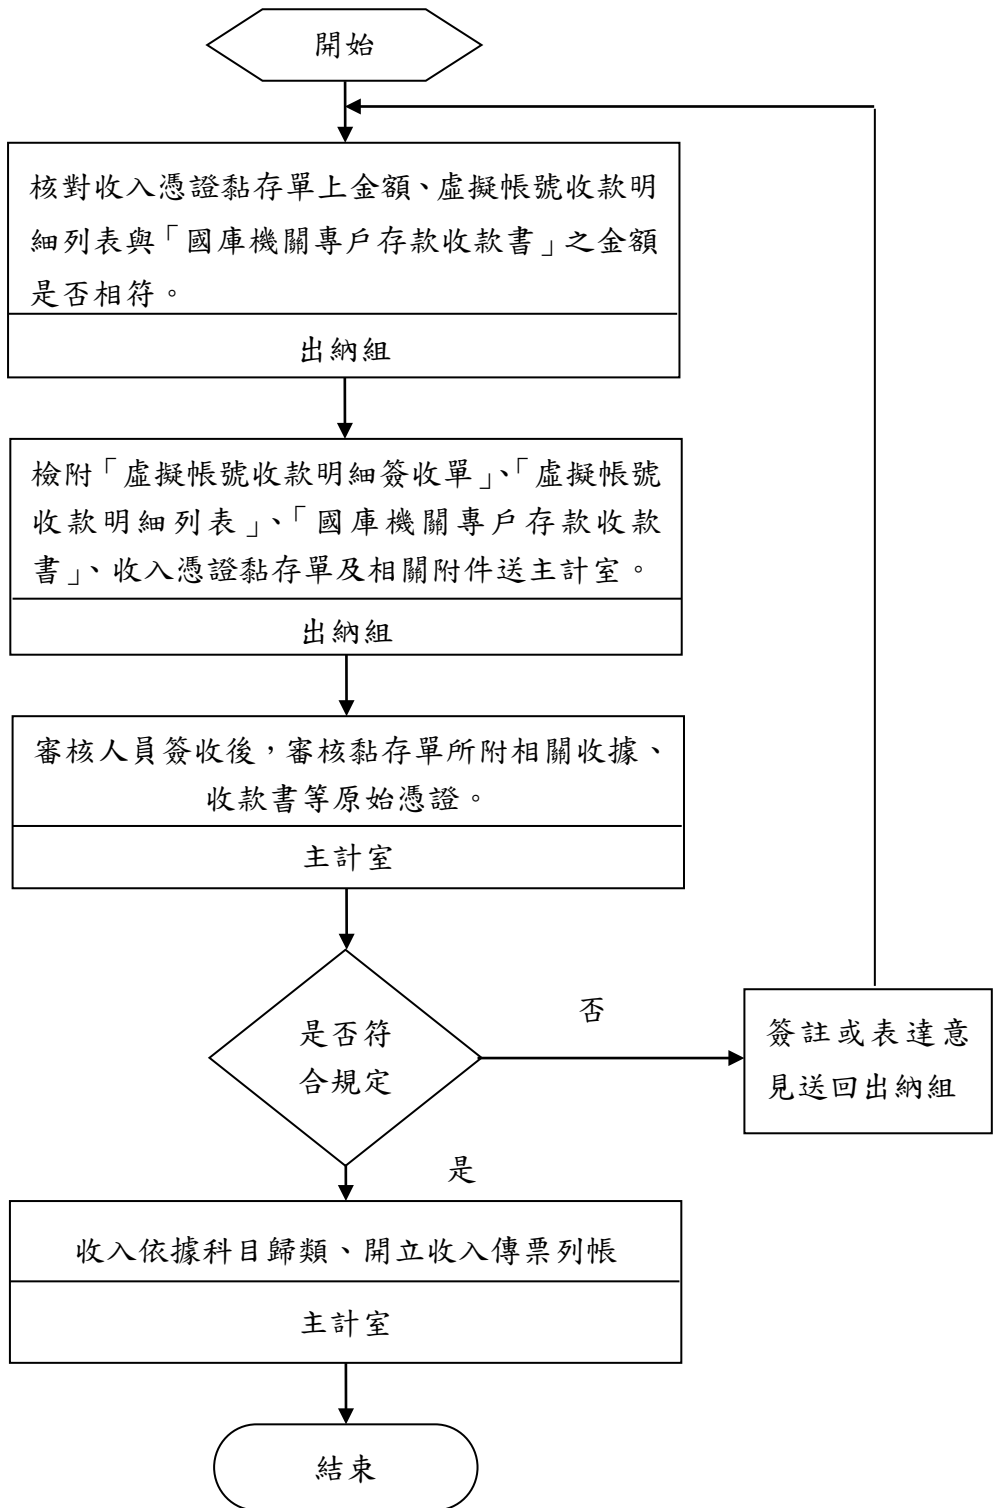 開始
核對收入憑證黏存單上金額、虛擬帳號收款明
細列表與「國庫機關專戶存款收款書」之金額
是否相符。
出納組
檢附「虛擬帳號收款明細簽收單」、「虛擬帳號
收款明細列表」、「國庫機關專戶存款收款
書」、收入憑證黏存單及相關附件送主計室。
出納組
審核人員簽收後，審核黏存單所附相關收據、
收款書等原始憑證。
主計室
是否符
合規定
否
簽註或表達意
見送回出納組
是
收入依據科目歸類、開立收入傳票列帳
主計室
結束